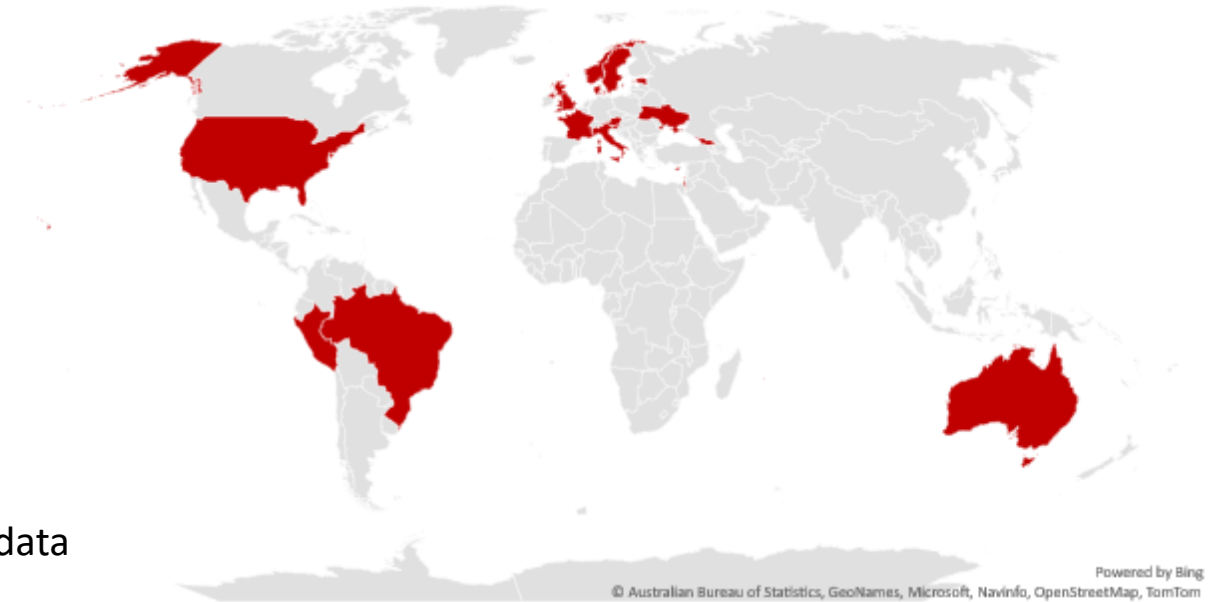 data
Powered by Bing
© Australian Bureau of Statistics, GeoNames, Microsoft, Navinfo, OpenStreetMap, TomTom